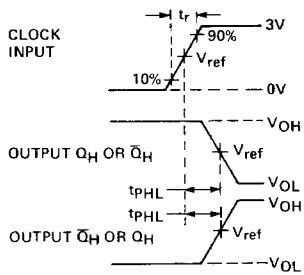 tr
3V
CLOCK
INPUT
90%
Vref
10%
0V
VOH
OUTPUT QH OR Q̅H
Vref
tPHL
VOL
VOH
tPHL
OUTPUT Q̅H OR QH
Vref
VOL